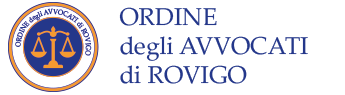 ORDINE degli AVVOCATI di ROVIGO
ORDINE
degli AVVOCATI
di ROVIGO